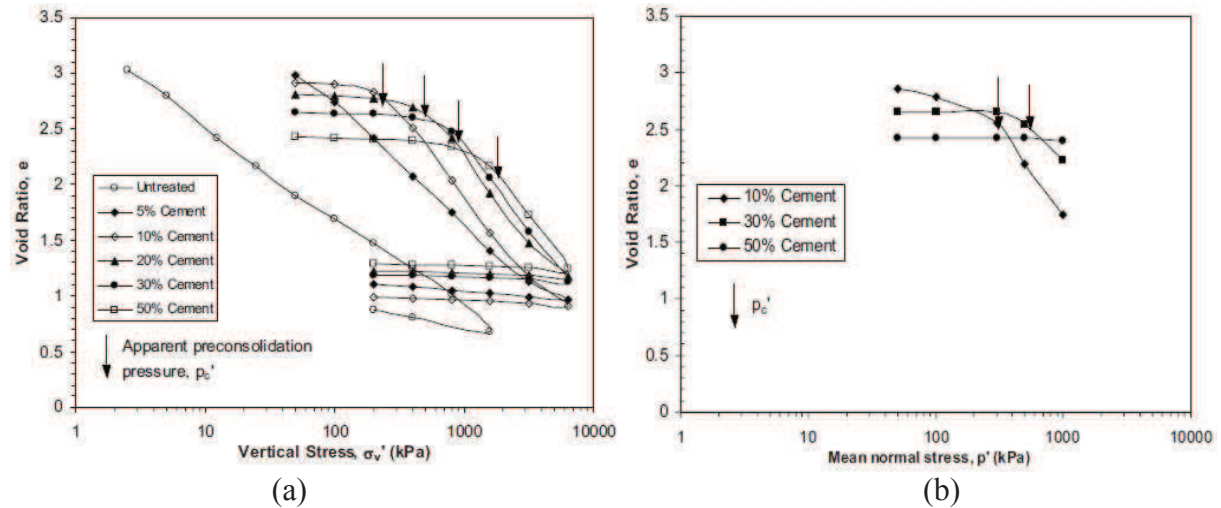 3.5
3
2.5
2
1.5
1
0.5
0
Void Ratio, e
Untreated
5% Cement
10% Cement
20% Cement
30% Cement
50% Cement
Apparent preconsolidation
pressure, pc'
1 10 100 1000 10000
Vertical Stress, σv' (kPa)
(a)
3.5
3
2.5
2
1.5
1
0.5
0
Void Ratio, e
10% Cement
30% Cement
50% Cement
pc'
1 10 100 1000 10000
Mean normal stress, p' (kPa)
(b)